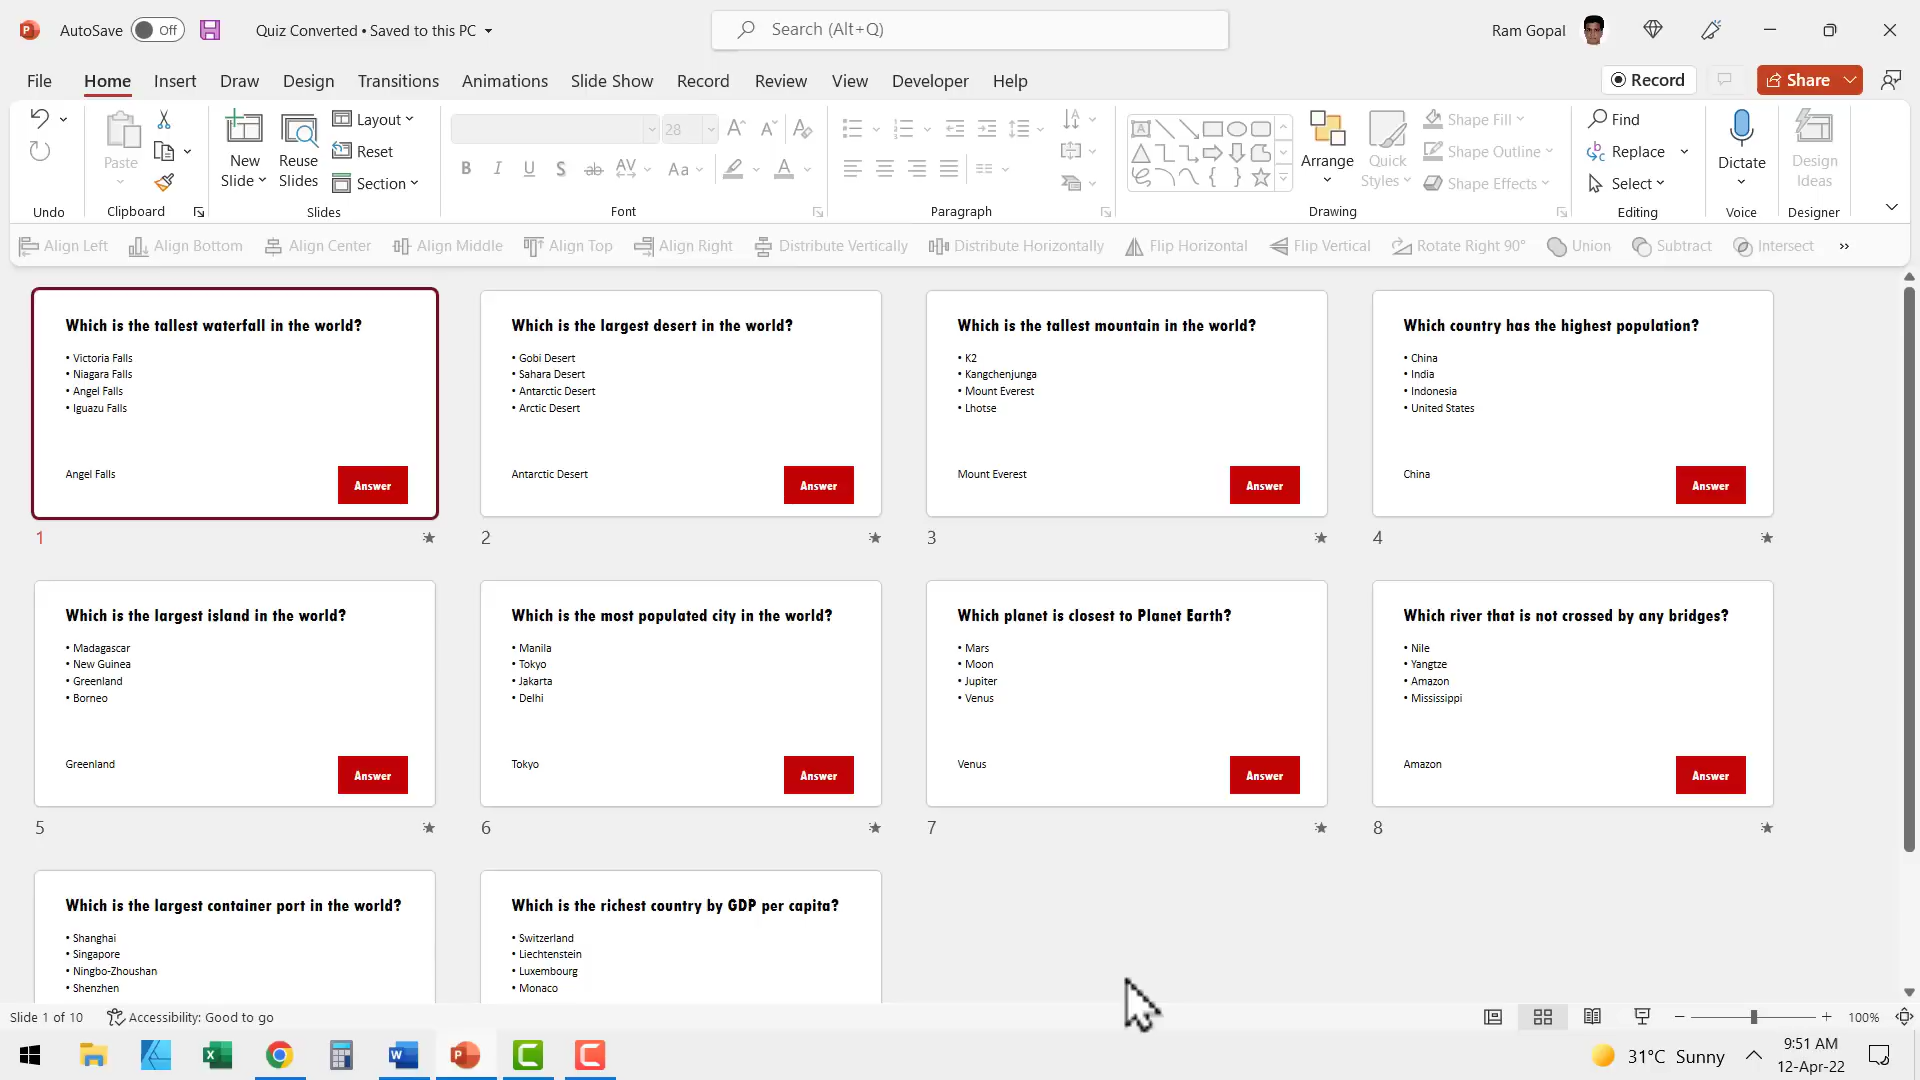 AutoSave Off Quiz Converted • Saved to this PC Search (Alt+Q) Ram Gopal
File Home Insert Draw Design Transitions Animations Slide Show Record Review View Developer Help Record Share
Undo
Paste
Clipboard
New Slide
Reuse Slides
Layout
Reset
Section
Slides
28
Font
Paragraph
Arrange
Quick Styles
Shape Fill
Shape Outline
Shape Effects
Drawing
Find
Replace
Select
Editing
Dictate
Voice
Design Ideas
Designer
Align Left Align Bottom Align Center Align Middle Align Top Align Right Distribute Vertically Distribute Horizontally Flip Horizontal Flip Vertical Rotate Right 90° Union Subtract Intersect
Which is the tallest waterfall in the world?
• Victoria Falls
• Niagara Falls
• Angel Falls
• Iguazu Falls
Angel Falls
Answer
1
Which is the largest desert in the world?
• Gobi Desert
• Sahara Desert
• Antarctic Desert
• Arctic Desert
Antarctic Desert
Answer
2
Which is the tallest mountain in the world?
• K2
• Kangchenjunga
• Mount Everest
• Lhotse
Mount Everest
Answer
3
Which country has the highest population?
• China
• India
• Indonesia
• United States
China
Answer
4
Which is the largest island in the world?
• Madagascar
• New Guinea
• Greenland
• Borneo
Greenland
Answer
5
Which is the most populated city in the world?
• Manila
• Tokyo
• Jakarta
• Delhi
Tokyo
Answer
6
Which planet is closest to Planet Earth?
• Mars
• Moon
• Jupiter
• Venus
Venus
Answer
7
Which river that is not crossed by any bridges?
• Nile
• Yangtze
• Amazon
• Mississippi
Amazon
Answer
8
Which is the largest container port in the world?
• Shanghai
• Singapore
• Ningbo-Zhoushan
• Shenzhen
Which is the richest country by GDP per capita?
• Switzerland
• Liechtenstein
• Luxembourg
• Monaco
Slide 1 of 10 Accessibility: Good to go 100%
31°C Sunny
9:51 AM
12-Apr-22